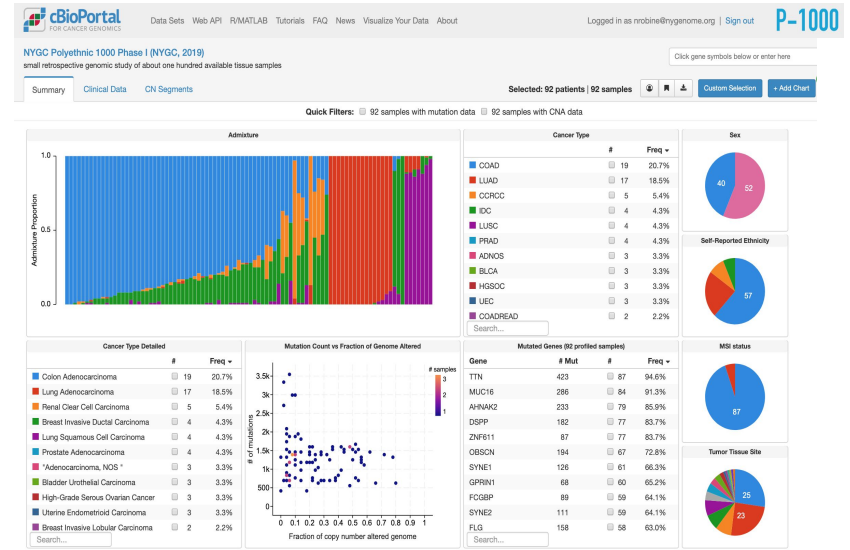 cBioPortal
FOR CANCER GENOMICS
Data Sets Web API R/MATLAB Tutorials FAQ News Visualize Your Data About
Logged in as nrobine@nygenome.org | Sign out
P-1000
NYGC Polyethnic 1000 Phase I (NYGC, 2019)
small retrospective genomic study of about one hundred available tissue samples
Click gene symbols below or enter here
Summary Clinical Data CN Segments
Selected: 92 patients | 92 samples
Custom Selection
+ Add Chart
Quick Filters: 92 samples with mutation data 92 samples with CNA data
Admixture
Admixture Proportion
1.0
0.5
0.0
Cancer Type
# Freq
COAD 19 20.7%
LUAD 17 18.5%
CCRCC 5 5.4%
IDC 4 4.3%
LUSC 4 4.3%
PRAD 4 4.3%
ADNOS 3 3.3%
BLCA 3 3.3%
HGSOC 3 3.3%
UEC 3 3.3%
COADREAD 2 2.2%
Search...
Sex
40
52
Self-Reported Ethnicity
57
Cancer Type Detailed
# Freq
Colon Adenocarcinoma 19 20.7%
Lung Adenocarcinoma 17 18.5%
Renal Clear Cell Carcinoma 5 5.4%
Breast Invasive Ductal Carcinoma 4 4.3%
Lung Squamous Cell Carcinoma 4 4.3%
Prostate Adenocarcinoma 4 4.3%
"Adenocarcinoma, NOS " 3 3.3%
Bladder Urothelial Carcinoma 3 3.3%
High-Grade Serous Ovarian Cancer 3 3.3%
Uterine Endometrioid Carcinoma 3 3.3%
Breast Invasive Lobular Carcinoma 2 2.2%
Search...
Mutation Count vs Fraction of Genome Altered
# of mutations
3.5k
3k
2.5k
2k
1.5k
1k
500
0
0 0.1 0.2 0.3 0.4 0.5 0.6 0.7 0.8 0.9 1
Fraction of copy number altered genome
# samples
3
2
1
Mutated Genes (92 profiled samples)
Gene # Mut # Freq
TTN 423 87 94.6%
MUC16 286 84 91.3%
AHNAK2 233 79 85.9%
DSPP 182 77 83.7%
ZNF611 87 77 83.7%
OBSCN 194 67 72.8%
SYNE1 126 61 66.3%
GPRIN1 68 60 65.2%
FCGBP 89 59 64.1%
SYNE2 111 59 64.1%
FLG 158 58 63.0%
Search...
MSI status
87
Tumor Tissue Site
25
23